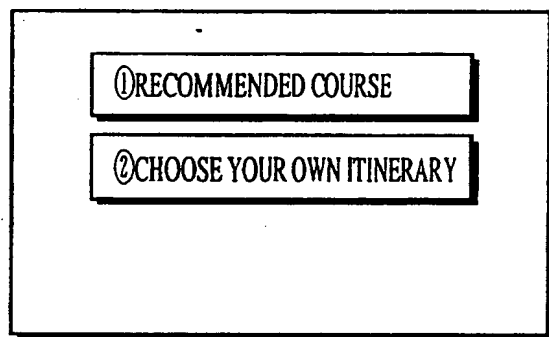 ①RECOMMENDED COURSE
②CHOOSE YOUR OWN ITINERARY